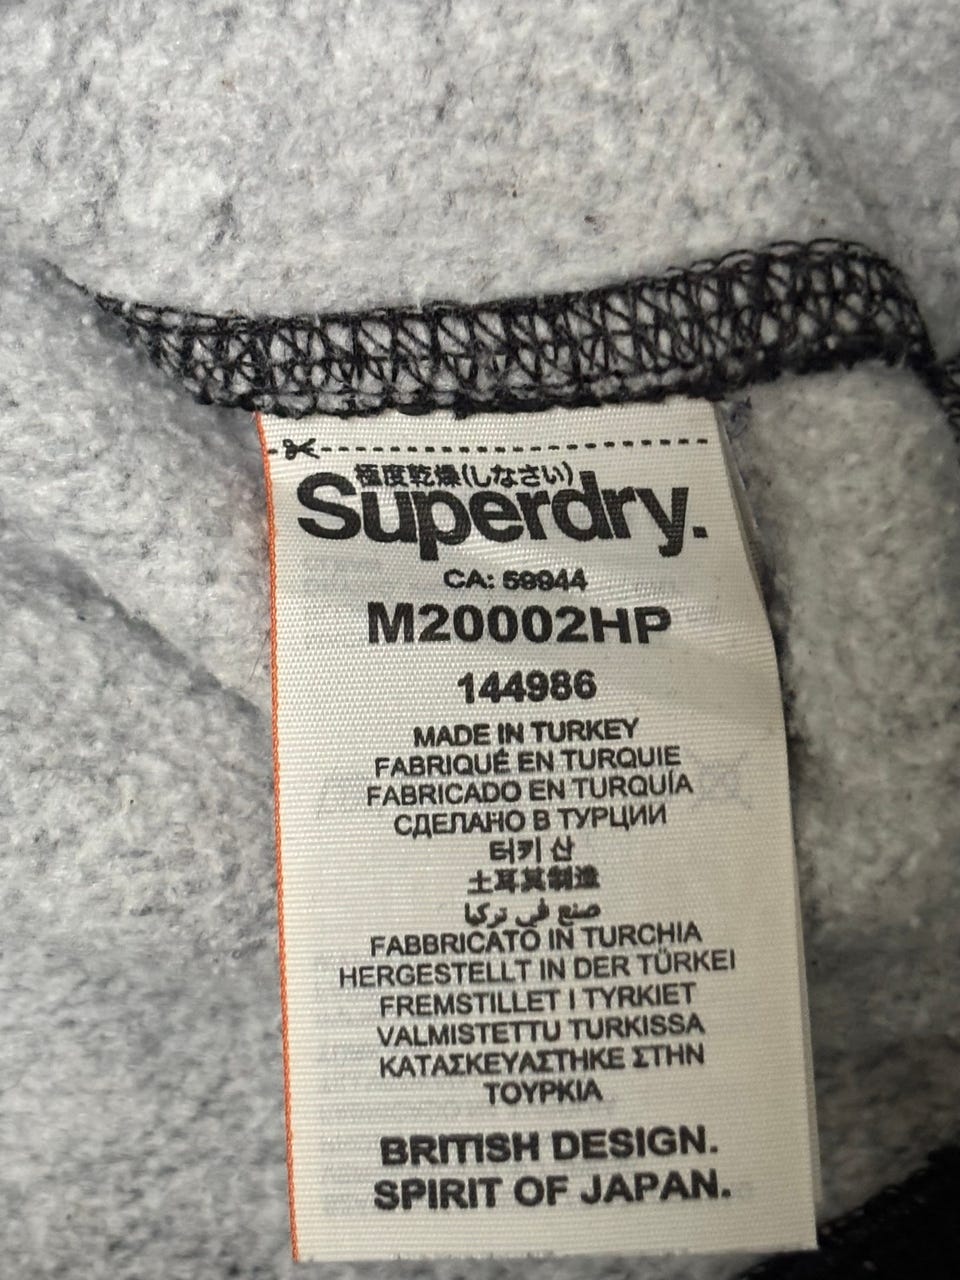 極度乾燥(しなさい)
Superdry.
CA: 59944
M20002HP
144986
MADE IN TURKEY
FABRIQUÉ EN TURQUIE
FABRICADO EN TURQUÍA
СДЕЛАНО В ТУРЦИИ
터키 산
土耳其制造
صنع في تركيا
FABBRICATO IN TURCHIA
HERGESTELLT IN DER TÜRKEI
FREMSTILLET I TYRKIET
VALMISTETTU TURKISSA
ΚΑΤΑΣΚΕΥΑΣΤΗΚΕ ΣΤΗΝ
ΤΟΥΡΚΙΑ
BRITISH DESIGN.
SPIRIT OF JAPAN.